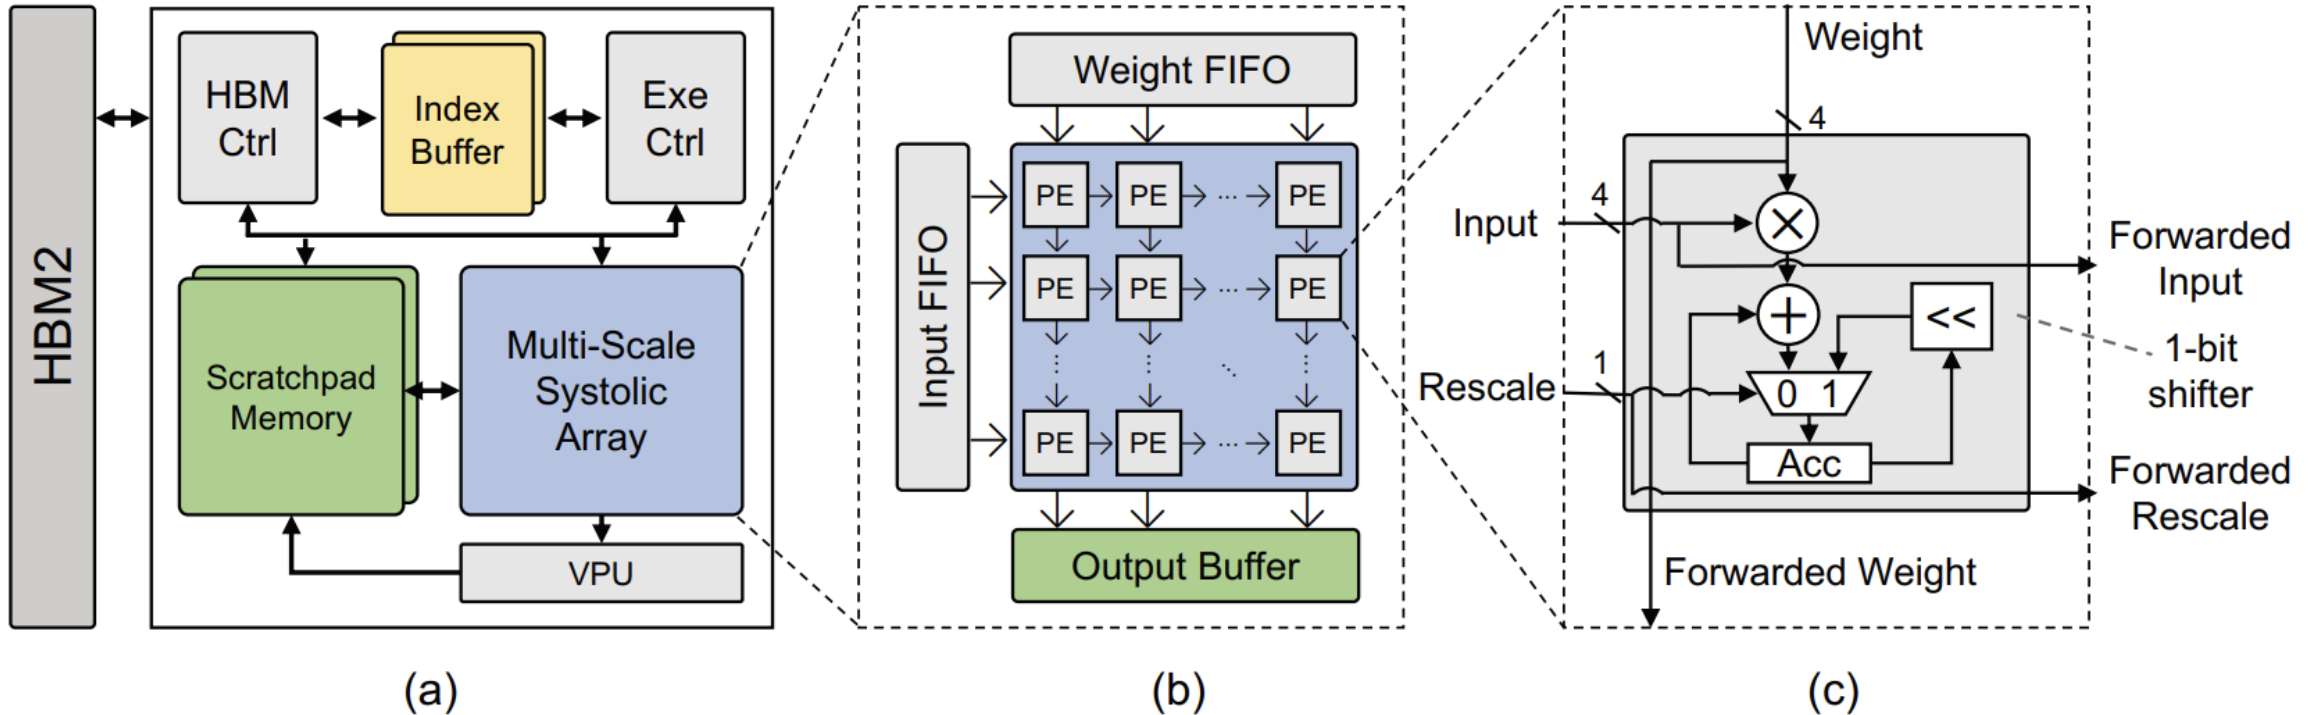 HBM2
HBM
Ctrl
Index
Buffer
Exe
Ctrl
Scratchpad
Memory
Multi-Scale
Systolic
Array
VPU
(a)
Weight FIFO
Input FIFO
PE PE ... PE
PE PE ... PE
PE PE ... PE
Output Buffer
(b)
Weight
4
4
Input
Forwarded
Input
<<
1-bit
shifter
1
Rescale
0 1
Acc
Forwarded
Rescale
Forwarded Weight
(c)